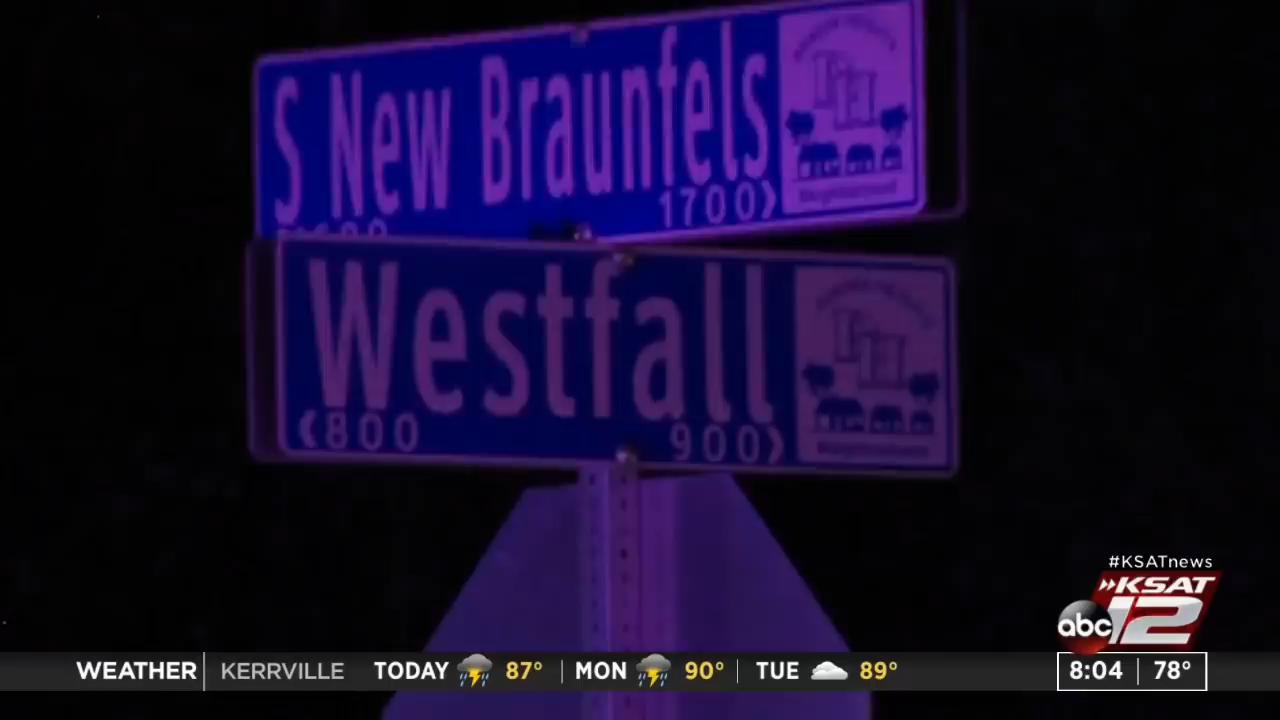 S New Braunfels
1700>
Westfall
<800
900>
#KSATnews
KSAT
abc 12
WEATHER KERRVILLE TODAY 87° MON 90° TUE 89° 8:04 78°